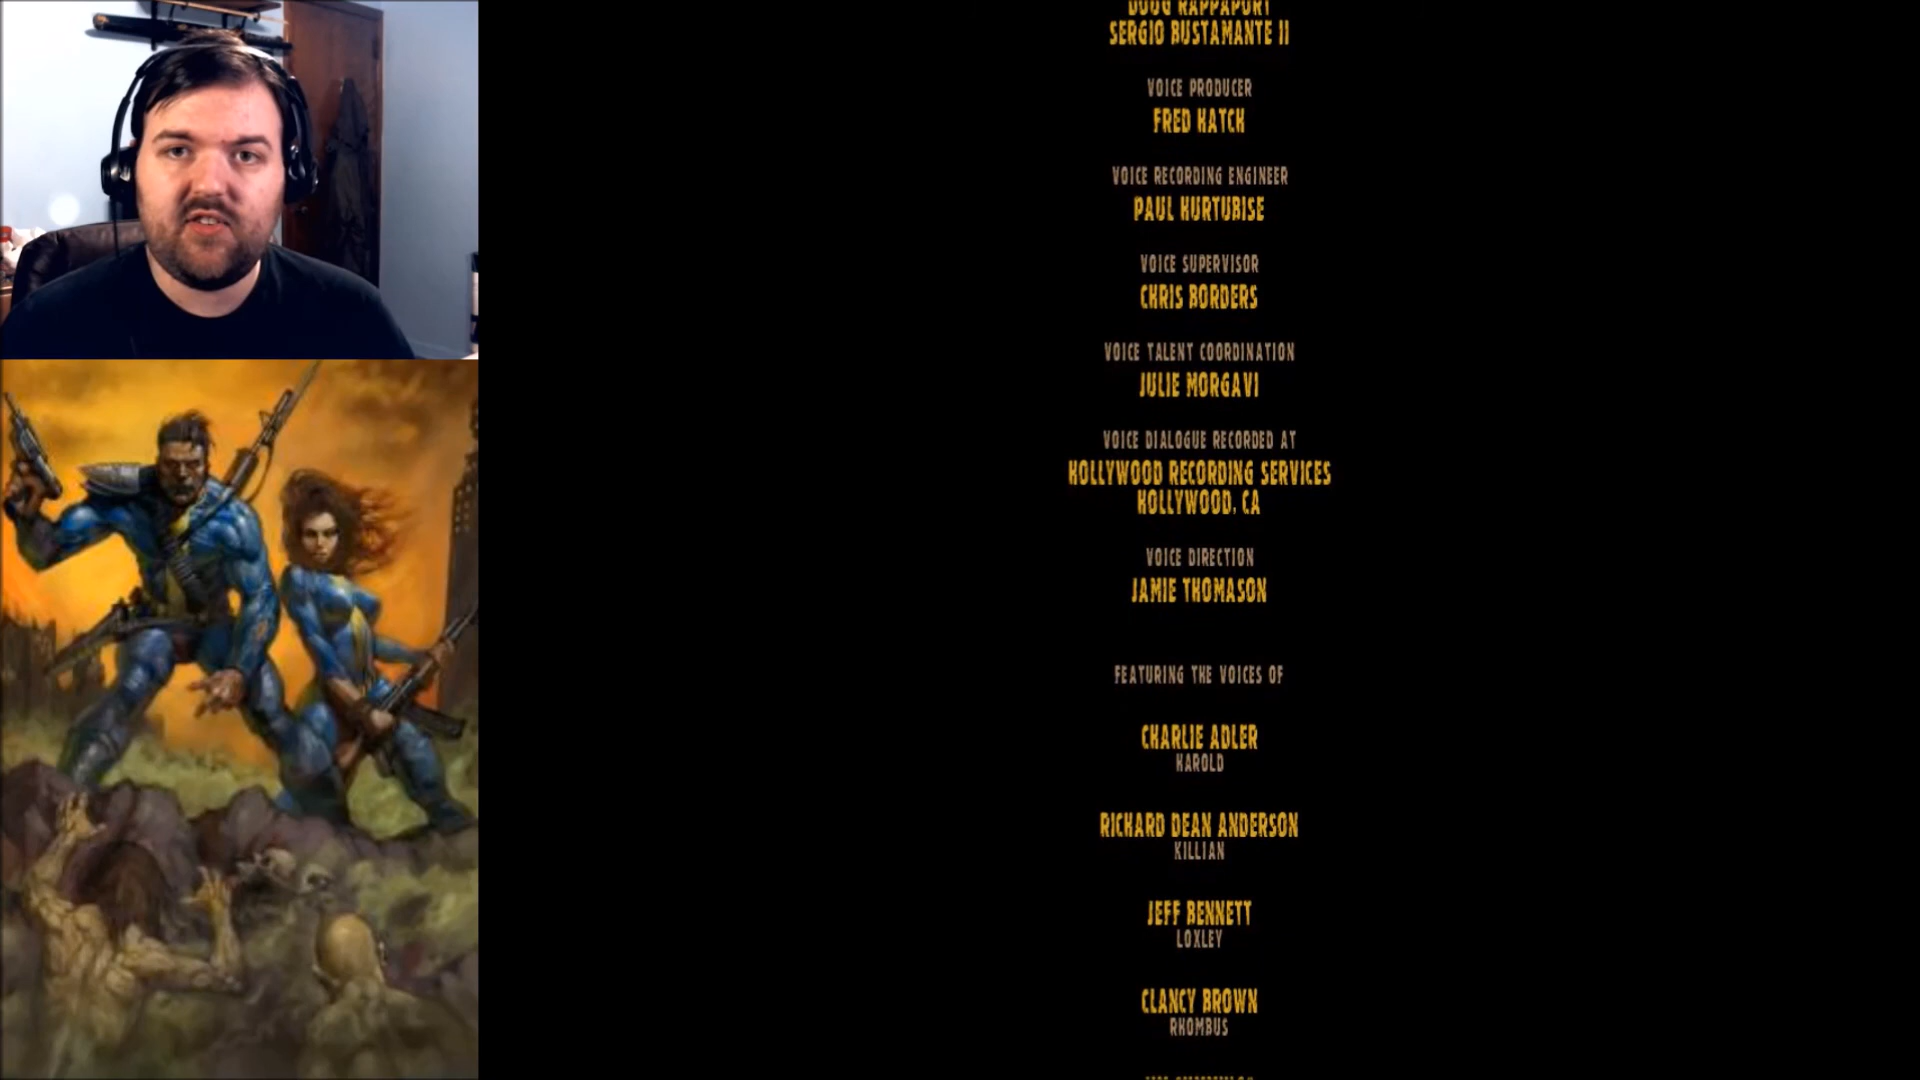 DOUG RAPPAPORT
SERGIO BUSTAMANTE II
VOICE PRODUCER
FRED HATCH
VOICE RECORDING ENGINEER
PAUL HURTUBISE
VOICE SUPERVISOR
CHRIS BORDERS
VOICE TALENT COORDINATION
JULIE MORGAVI
VOICE DIALOGUE RECORDED AT
HOLLYWOOD RECORDING SERVICES
HOLLYWOOD, CA
VOICE DIRECTION
JAMIE THOMASON
FEATURING THE VOICES OF
CHARLIE ADLER
HAROLD
RICHARD DEAN ANDERSON
KILLIAN
JEFF BENNETT
LOXLEY
CLANCY BROWN
RHOMBUS